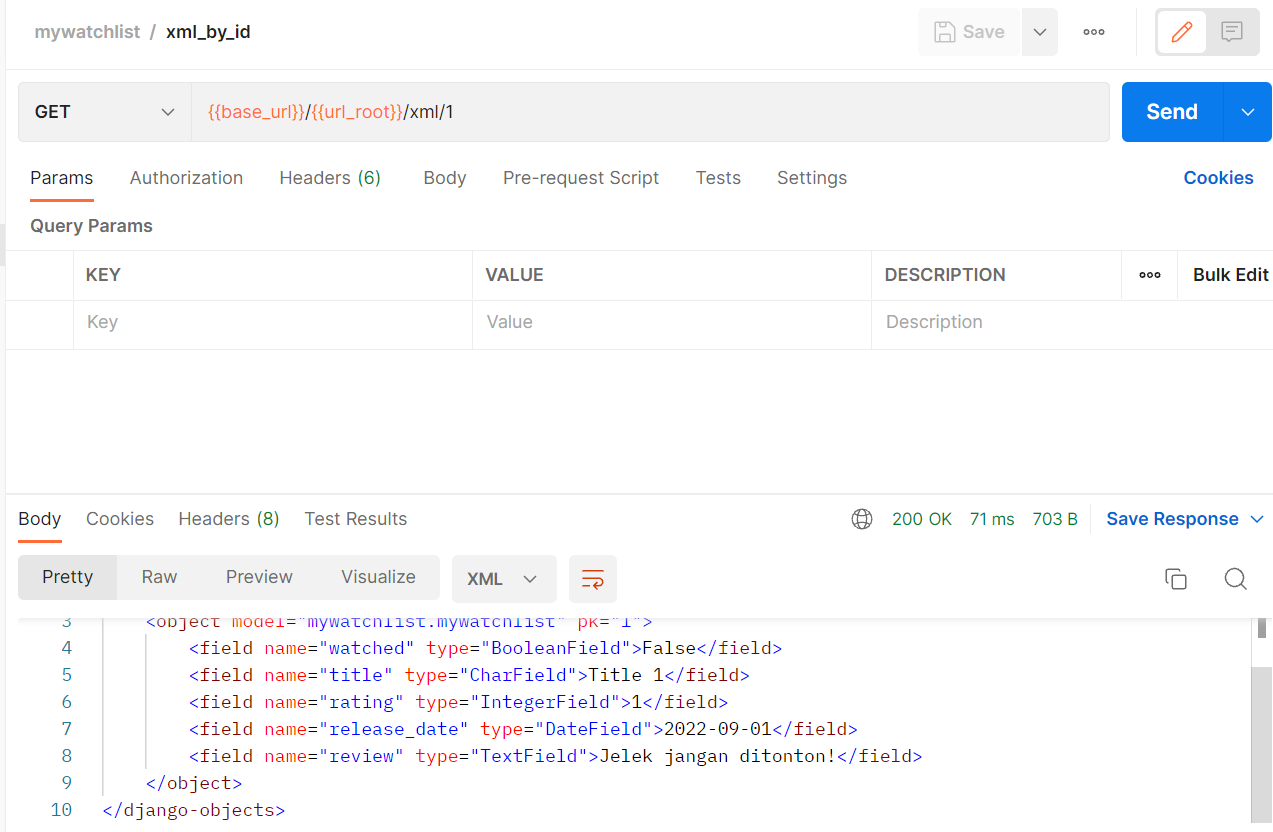 mywatchlist / xml_by_id
Save
GET
{{base_url}}/{{url_root}}/xml/1
Send
Params Authorization Headers (6) Body Pre-request Script Tests Settings Cookies
Query Params
KEY VALUE DESCRIPTION Bulk Edit
Key Value Description
Body Cookies Headers (8) Test Results 200 OK 71 ms 703 B Save Response
Pretty Raw Preview Visualize XML
3 <object model="mywatchlist.mywatchlist" pk="1">
4 <field name="watched" type="BooleanField">False</field>
5 <field name="title" type="CharField">Title 1</field>
6 <field name="rating" type="IntegerField">1</field>
7 <field name="release_date" type="DateField">2022-09-01</field>
8 <field name="review" type="TextField">Jelek jangan ditonton!</field>
9 </object>
10 </django-objects>